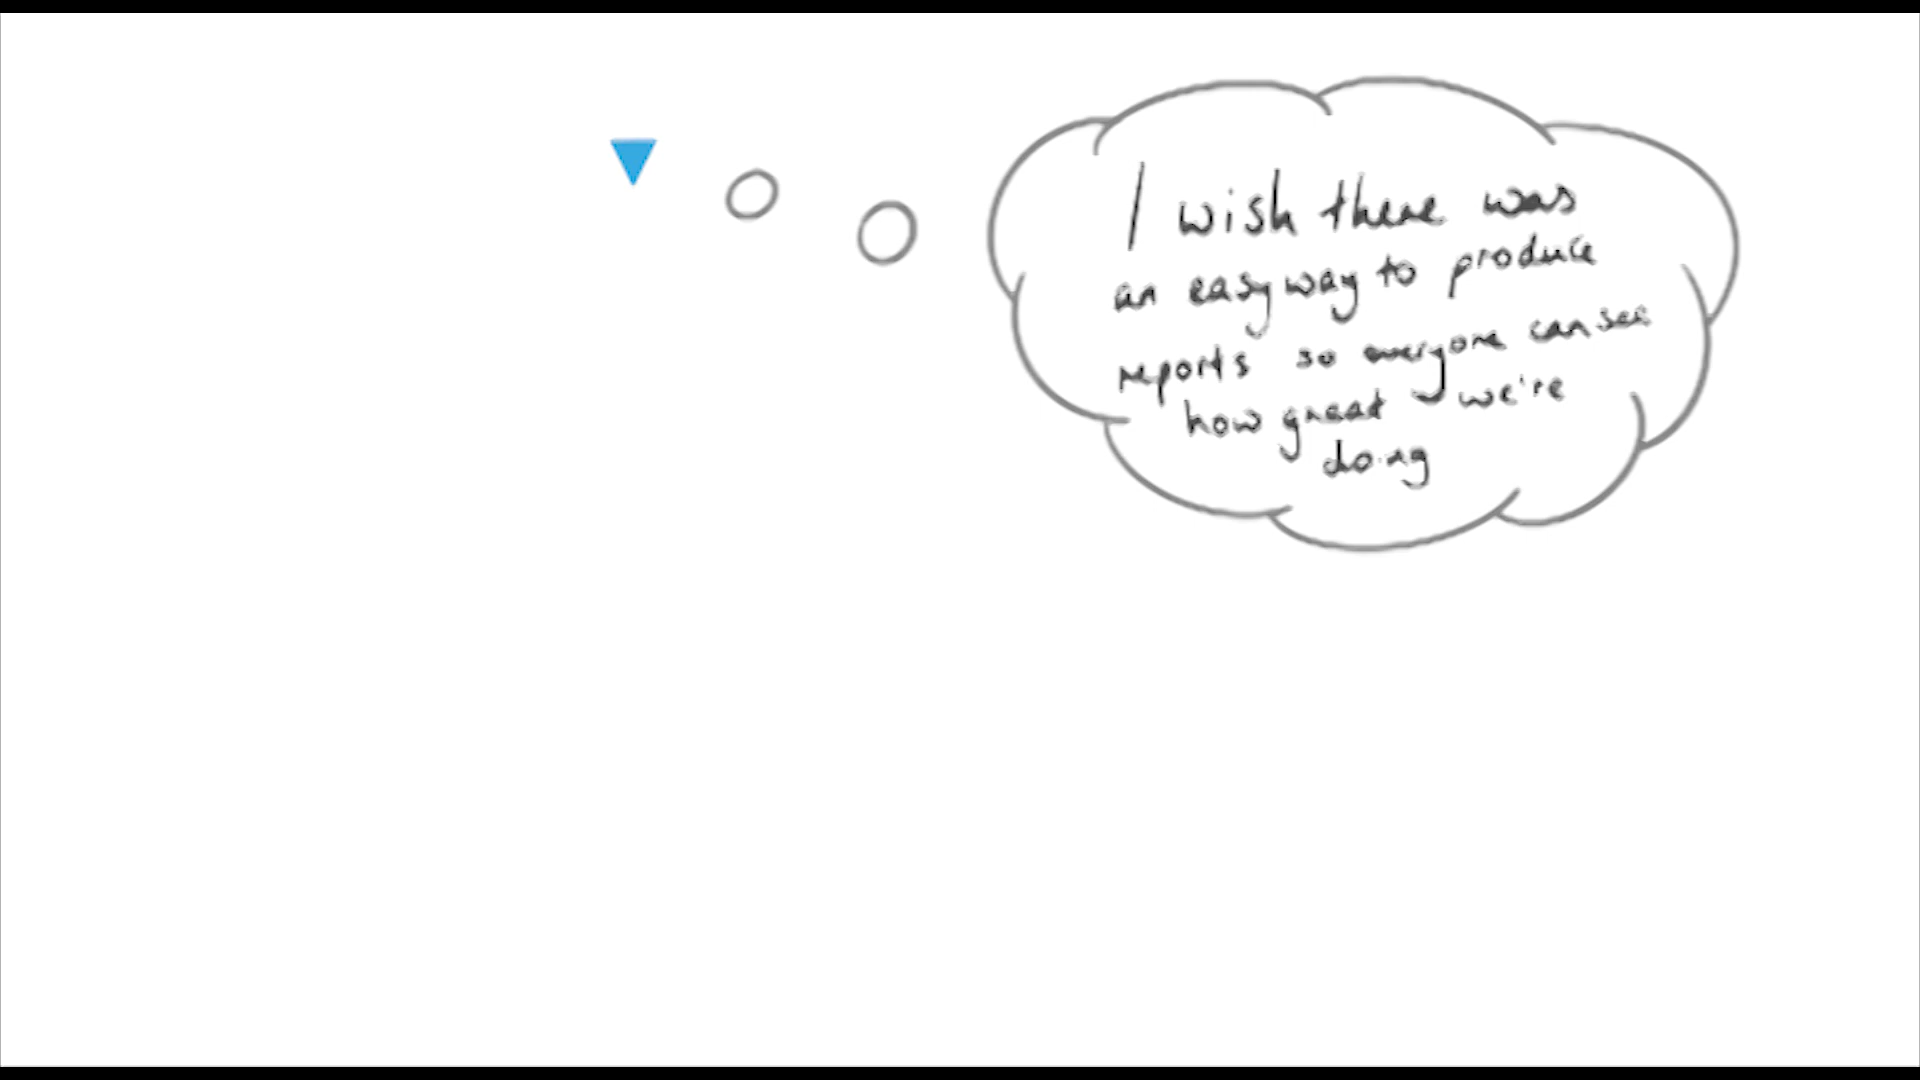 I wish there was
an easy way to produce
reports so everyone can see
how great we're
doing